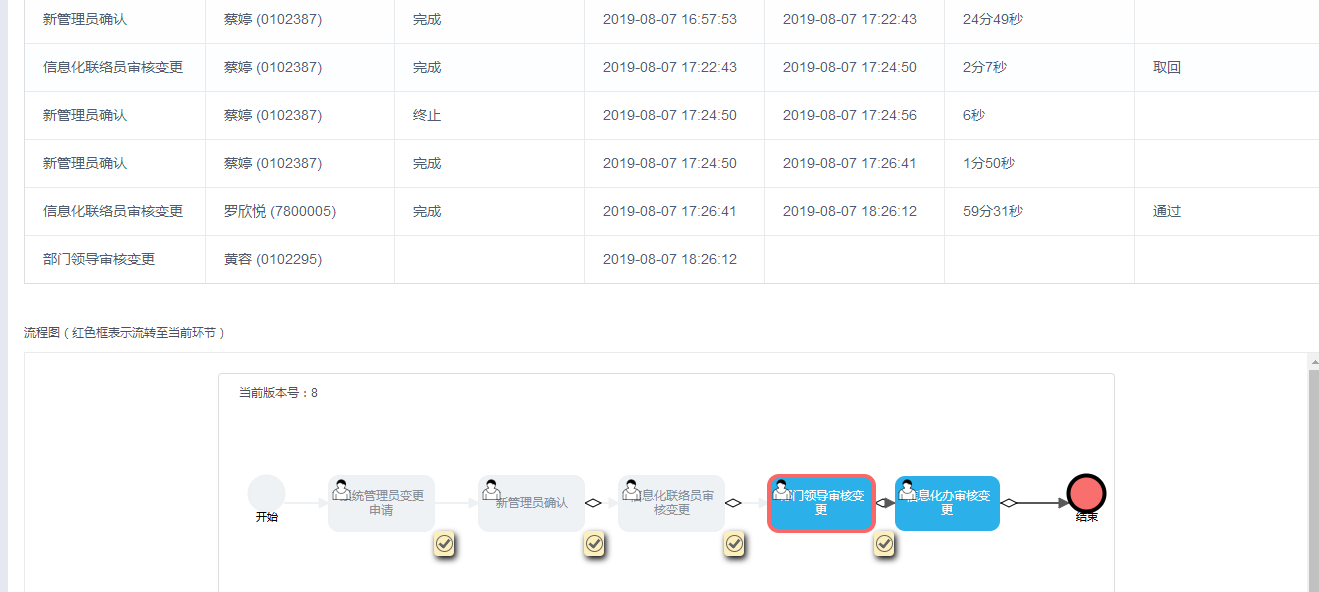 新管理员确认 蔡婷 (0102387) 完成 2019-08-07 16:57:53 2019-08-07 17:22:43 24分49秒
信息化联络员审核变更 蔡婷 (0102387) 完成 2019-08-07 17:22:43 2019-08-07 17:24:50 2分7秒 取回
新管理员确认 蔡婷 (0102387) 终止 2019-08-07 17:24:50 2019-08-07 17:24:56 6秒
新管理员确认 蔡婷 (0102387) 完成 2019-08-07 17:24:50 2019-08-07 17:26:41 1分50秒
信息化联络员审核变更 罗欣悦 (7800005) 完成 2019-08-07 17:26:41 2019-08-07 18:26:12 59分31秒 通过
部门领导审核变更 黄容 (0102295) 2019-08-07 18:26:12
流程图（红色框表示流转至当前环节）
当前版本号：8
开始
统管理员变更
申请
新管理员确认
息化联络员审
核变更
门领导审核变
更
息化办审核变
更
结束